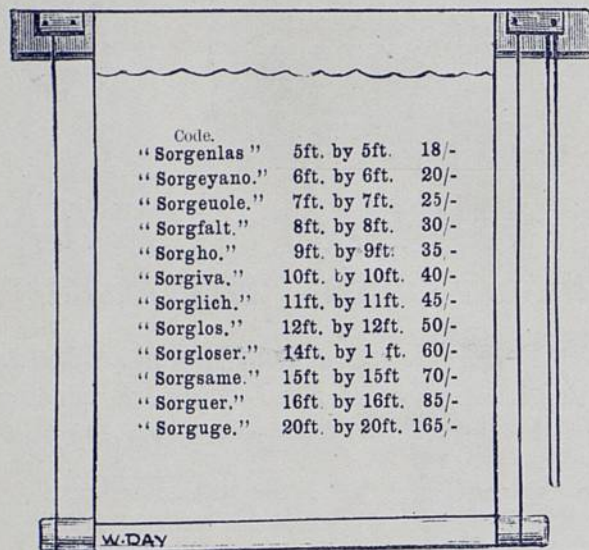 Code.
“Sorgenlas” 5ft. by 5ft. 18/-
“Sorgeyano.” 6ft. by 6ft. 20/-
“Sorgeuole.” 7ft. by 7ft. 25/-
“Sorgfalt.” 8ft. by 8ft. 30/-
“Sorgho.” 9ft. by 9ft. 35 -
“Sorgiva.” 10ft. by 10ft. 40/-
“Sorglich.” 11ft. by 11ft. 45/-
“Sorglos.” 12ft. by 12ft. 50/-
“Sorgloser.” 14ft. by 1 ft. 60/-
“Sorgsame.” 15ft by 15ft 70/-
“Sorguer.” 16ft. by 16ft. 85/-
“Sorguge.” 20ft. by 20ft. 165/-
W. DAY